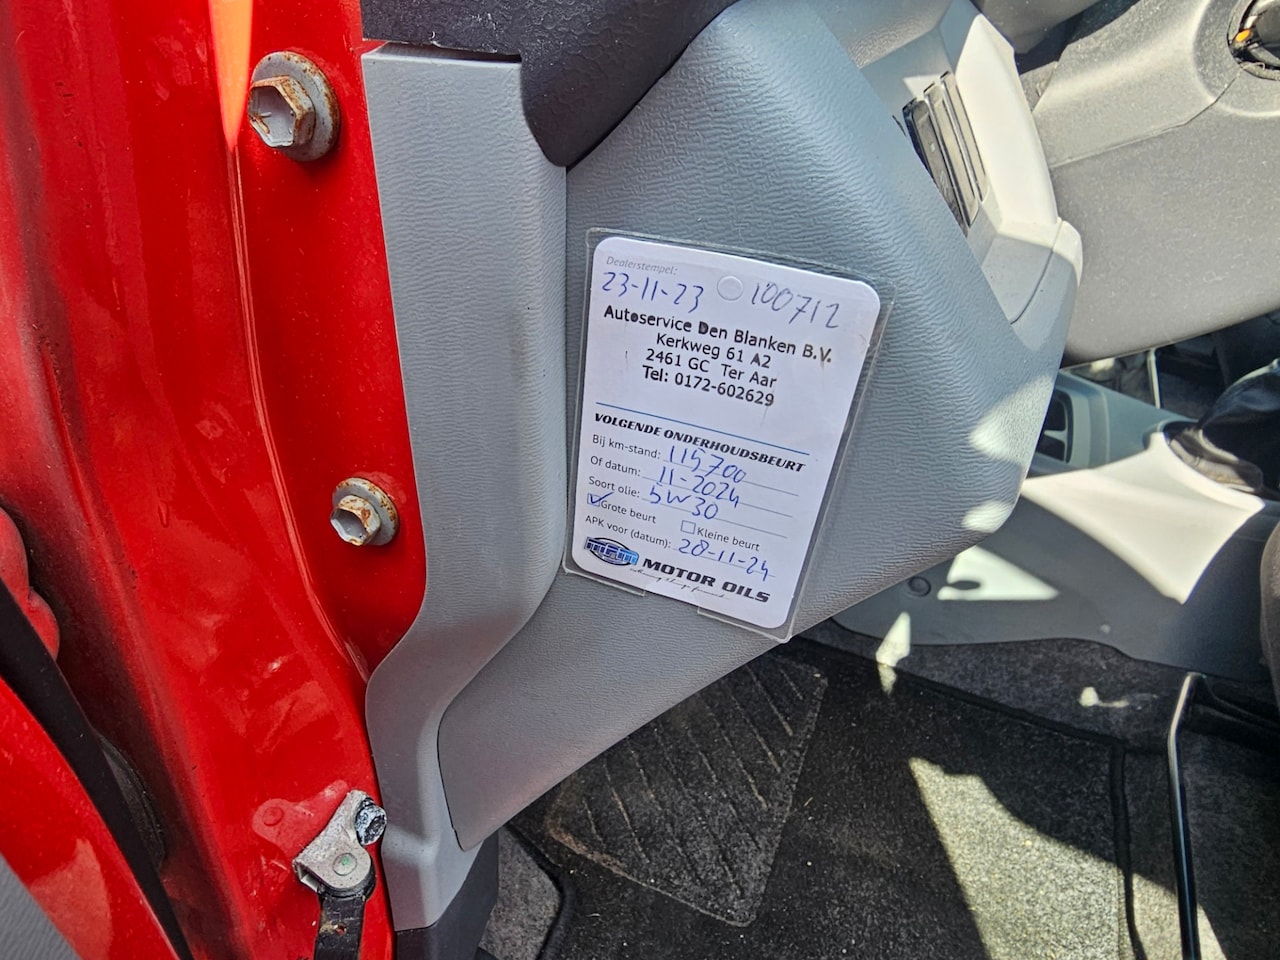 Dealerstempel:
23-11-23 100712
Autoservice Den Blanken B.V.
Kerkweg 61 A2
2461 GC Ter Aar
Tel: 0172-602629
VOLGENDE ONDERHOUDSBEURT
Bij km-stand: 115700
Of datum: 11-2024
Soort olie: 5W30
Grote beurt Kleine beurt
APK voor (datum): 28-11-24
MOTOR OILS